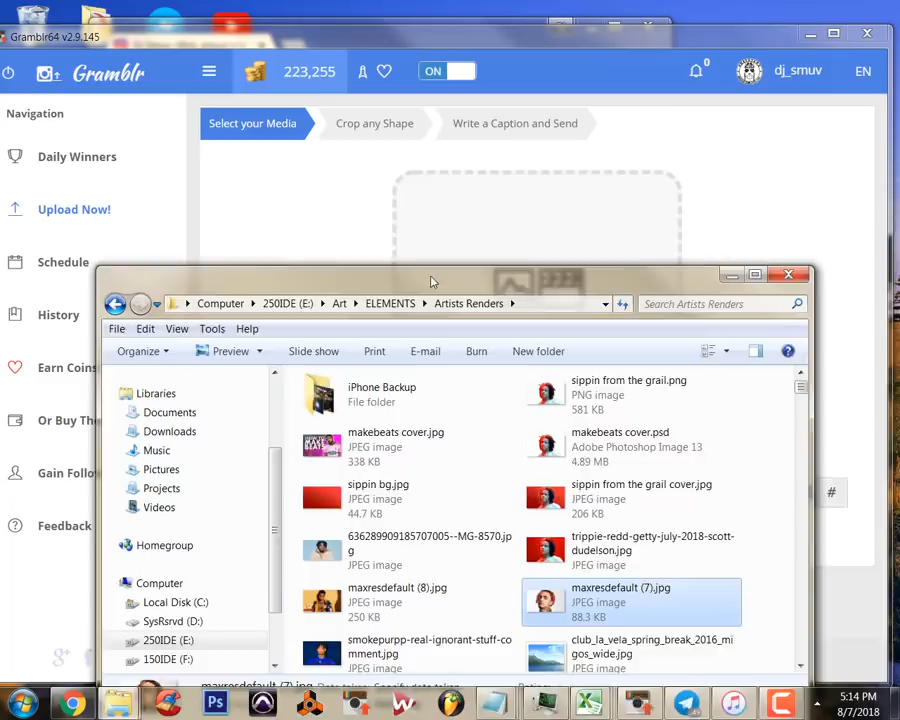 Gramblr64 v2.9.145
Gramblr
223,255
ON
0
dj_smuv
EN
Navigation
Daily Winners
Upload Now!
Schedule
History
Earn Coins
Or Buy Th
Gain Follo
Feedback
Select your Media
Crop any Shape
Write a Caption and Send
#
Computer
250IDE (E:)
Art
ELEMENTS
Artists Renders
Search Artists Renders
File
Edit
View
Tools
Help
Organize
Preview
Slide show
Print
E-mail
Burn
New folder
Libraries
Documents
Downloads
Music
Pictures
Projects
Videos
Homegroup
Computer
Local Disk (C:)
SysRsrvd (D:)
250IDE (E:)
150IDE (F:)
iPhone Backup
File folder
sippin from the grail.png
PNG image
581 KB
makebeats cover.jpg
JPEG image
338 KB
makebeats cover.psd
Adobe Photoshop Image 13
4.89 MB
sippin bg.jpg
JPEG image
44.7 KB
sippin from the grail cover.jpg
JPEG image
206 KB
636289909185707005--MG-8570.jp
g
JPEG image
trippie-redd-getty-july-2018-scott-
dudelson.jpg
JPEG image
maxresdefault (8).jpg
JPEG image
250 KB
maxresdefault (7).jpg
JPEG image
88.3 KB
smokepurpp-real-ignorant-stuff-co
mment.jpg
JPEG image
club_la_vela_spring_break_2016_mi
gos_wide.jpg
JPEG image
Ps
5:14 PM
8/7/2018